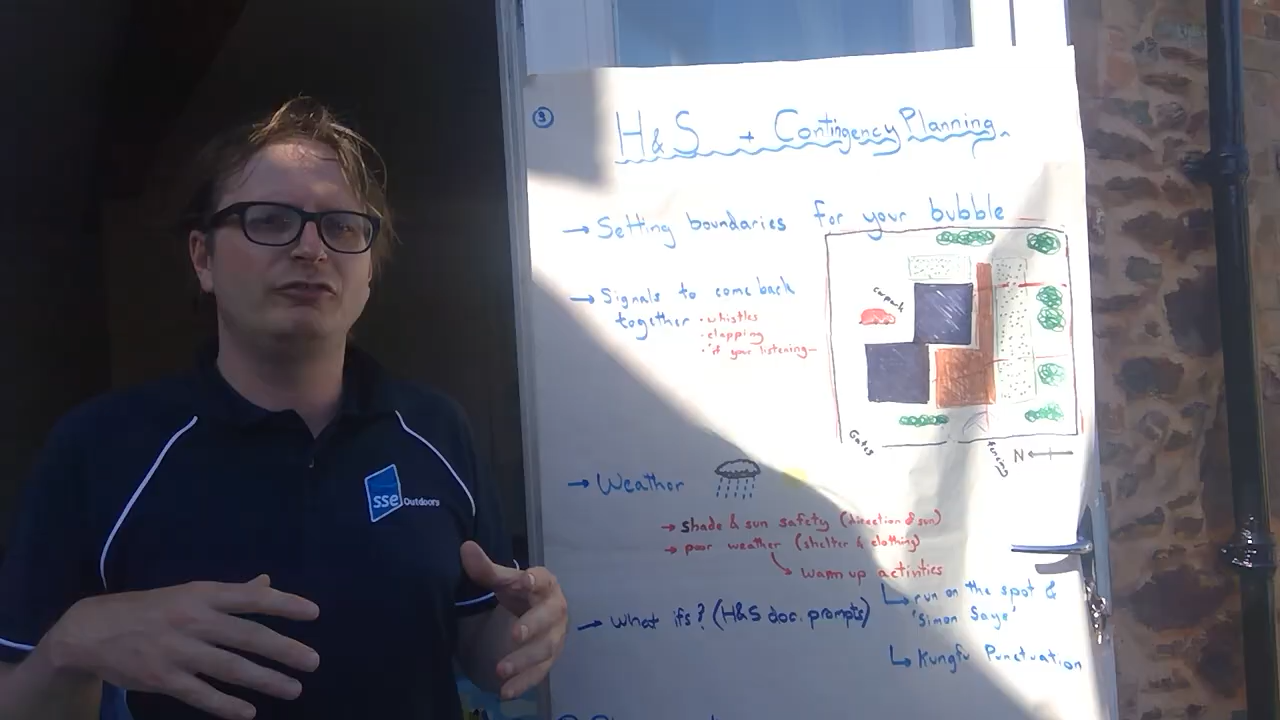 3
H&S + Contingency Planning
→ Setting boundaries for your bubble
→ Signals to come back
together
• whistles
• clapping
• 'if your listening—
carpark
Gates
fencing
N
→ Weather
→ shade & sun safety (direction of sun)
→ poor weather (shelter & clothing)
warm up activities
run on the spot &
'Simon Says'
Kungfu Punctuation
→ What ifs? (H&S doc. prompts)
sse Outdoors